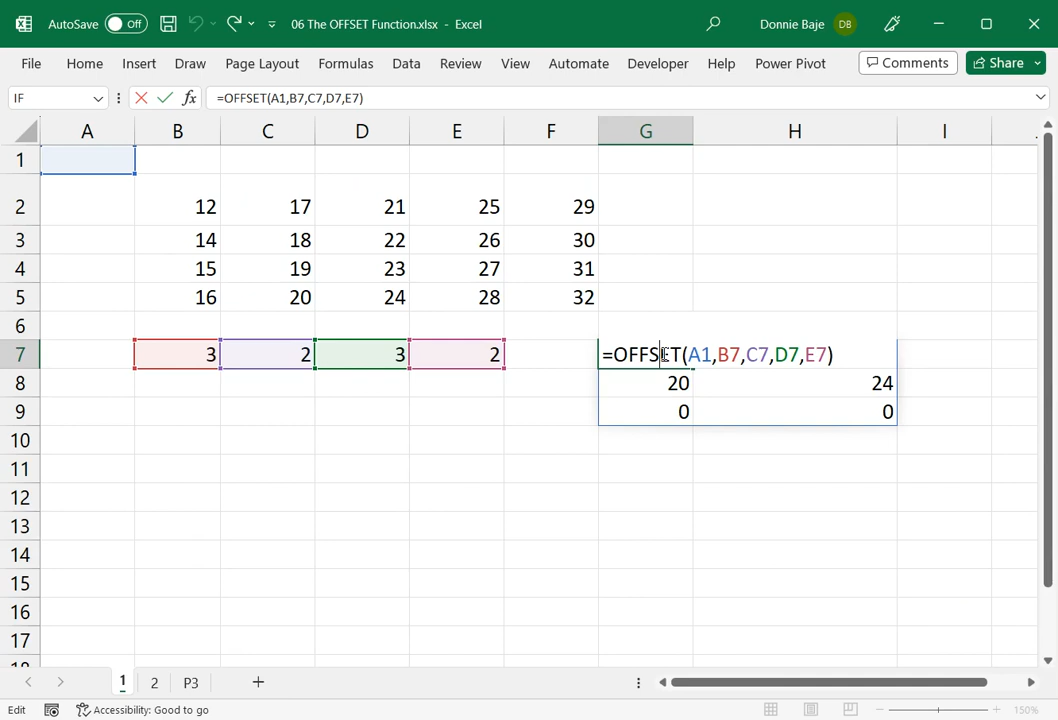 AutoSave Off 06 The OFFSET Function.xlsx - Excel Donnie Baje DB
File Home Insert Draw Page Layout Formulas Data Review View Automate Developer Help Power Pivot Comments Share
IF fx =OFFSET(A1,B7,C7,D7,E7)
A B C D E F G H I
1
2 12 17 21 25 29
3 14 18 22 26 30
4 15 19 23 27 31
5 16 20 24 28 32
6
7 3 2 3 2 =OFFSET(A1,B7,C7,D7,E7)
8 20 24
9 0 0
10
11
12
13
14
15
16
17
18
1 2 P3
Edit Accessibility: Good to go 150%